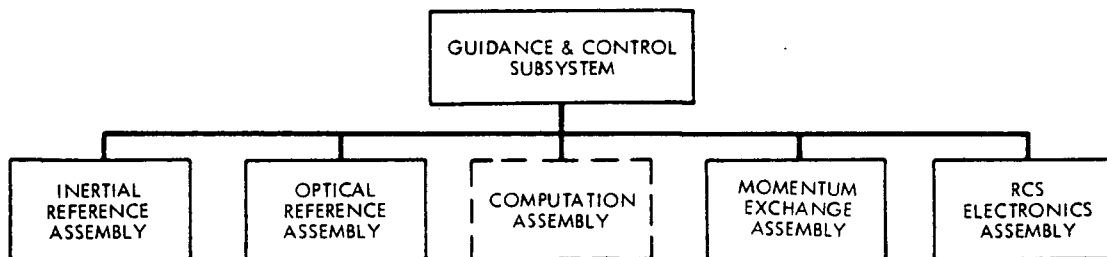 GUIDANCE & CONTROL
SUBSYSTEM
INERTIAL
REFERENCE
ASSEMBLY
OPTICAL
REFERENCE
ASSEMBLY
COMPUTATION
ASSEMBLY
MOMENTUM
EXCHANGE
ASSEMBLY
RCS
ELECTRONICS
ASSEMBLY